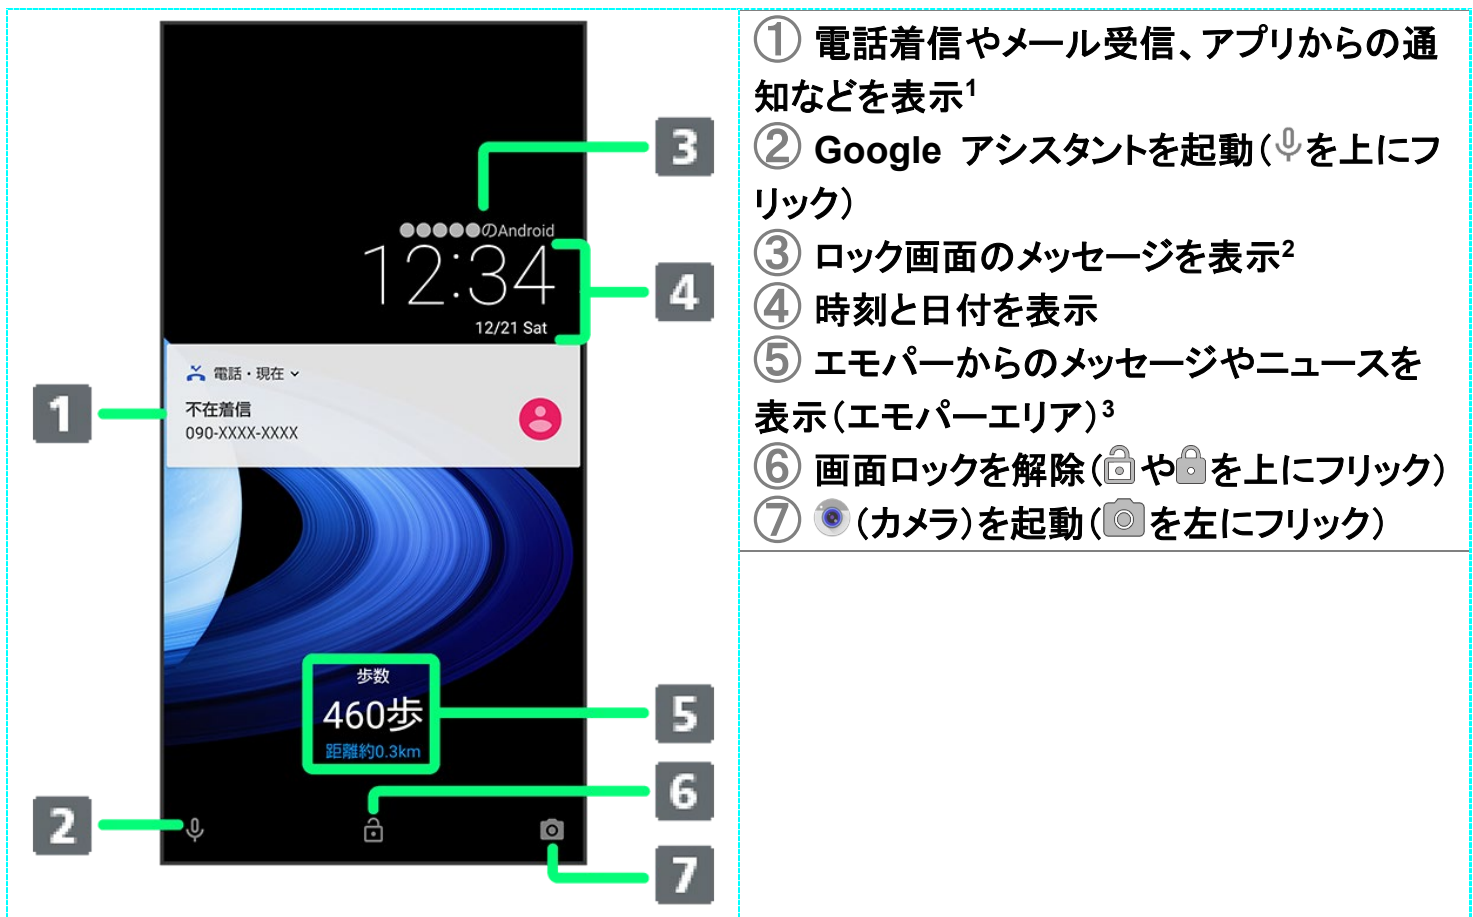 3
●●●●●のAndroid
12:34
4
12/21 Sat
電話・現在
1
不在着信
090-XXXX-XXXX
歩数
460歩
5
距離約0.3km
6
2
7
① 電話着信やメール受信、アプリからの通
知などを表示1
② Google アシスタントを起動(を上にフ
リック)
③ ロック画面のメッセージを表示2
④ 時刻と日付を表示
⑤ エモパーからのメッセージやニュースを
表示(エモパーエリア)3
⑥ 画面ロックを解除(やを上にフリック)
⑦ (カメラ)を起動(を左にフリック)